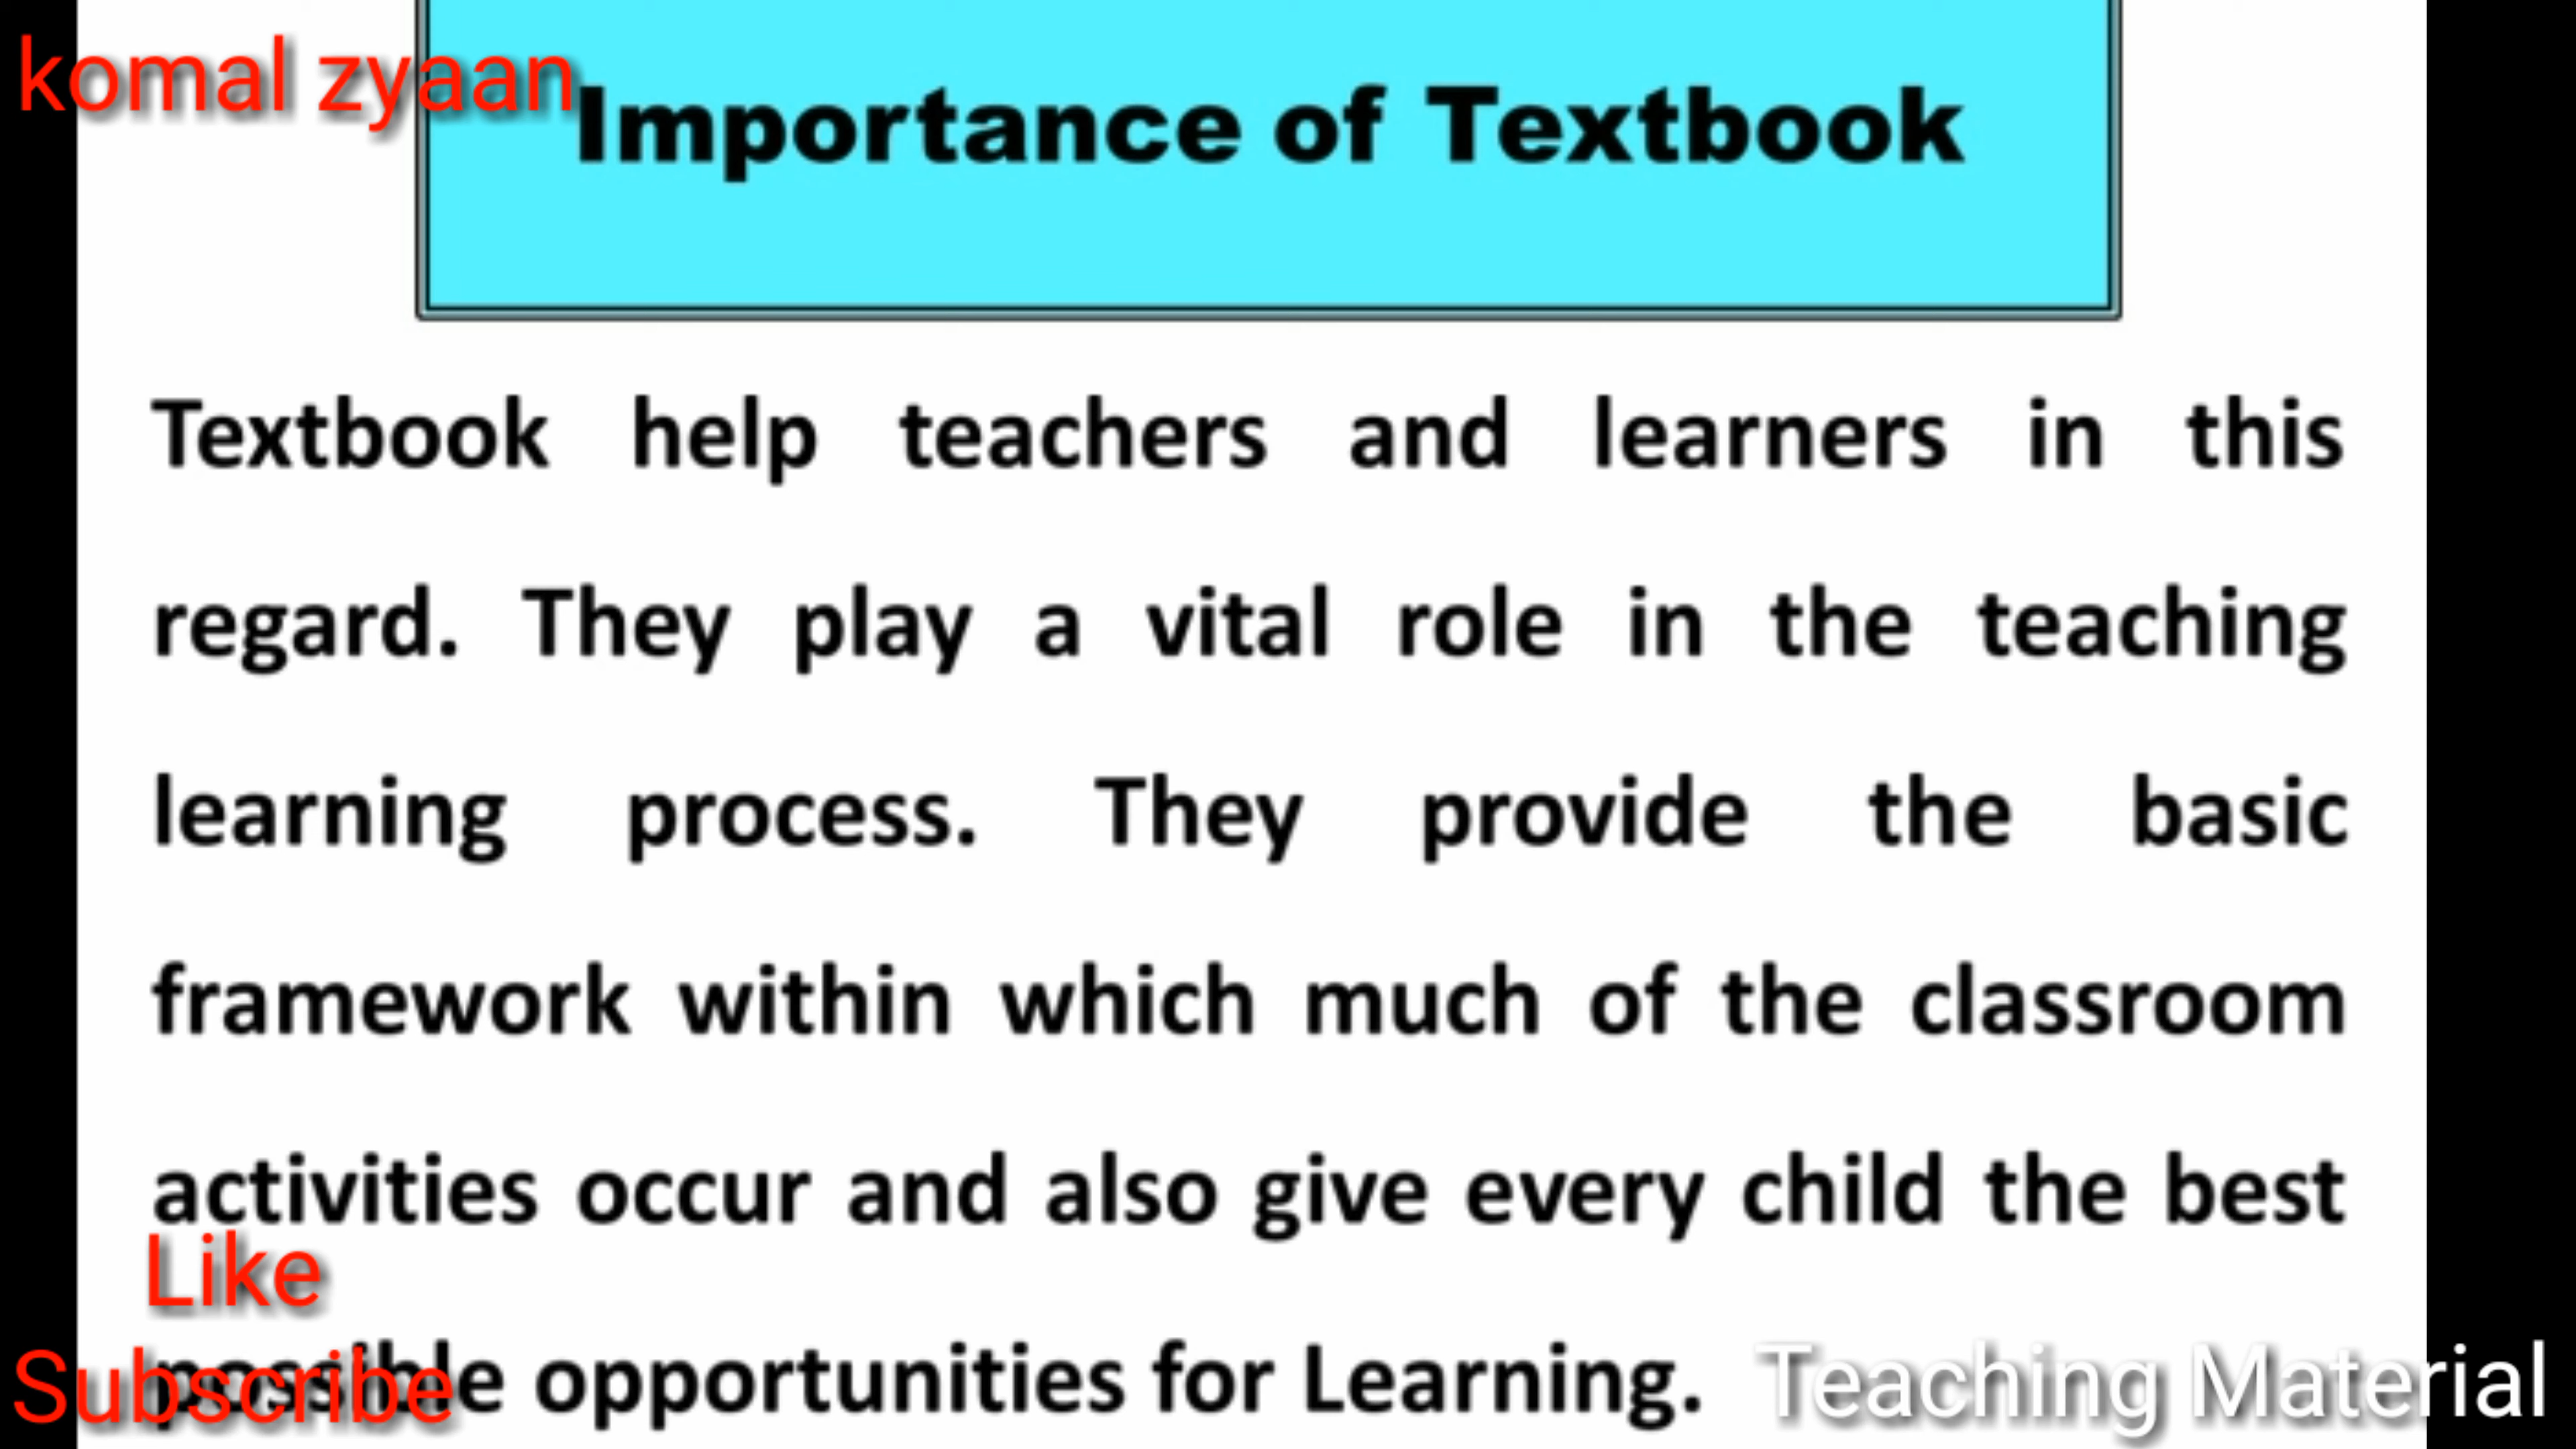 komal zyaan
Importance of Textbook
Textbook help teachers and learners in this
regard. They play a vital role in the teaching
learning process. They provide the basic
framework within which much of the classroom
activities occur and also give every child the best
Like
possible opportunities for Learning.
Subscribe
Teaching Material